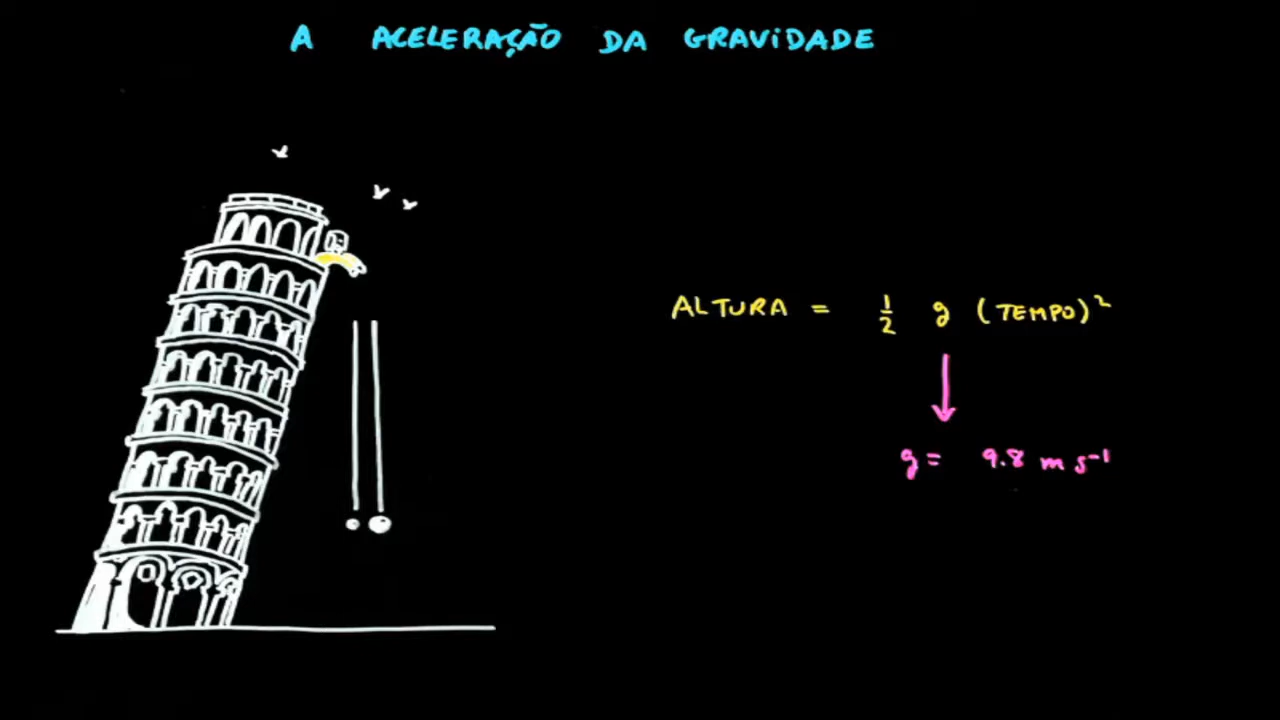 A ACELERAÇÃO DA GRAVIDADE
ALTURA = 1/2 g (TEMPO)²
g = 9.8 m s⁻¹